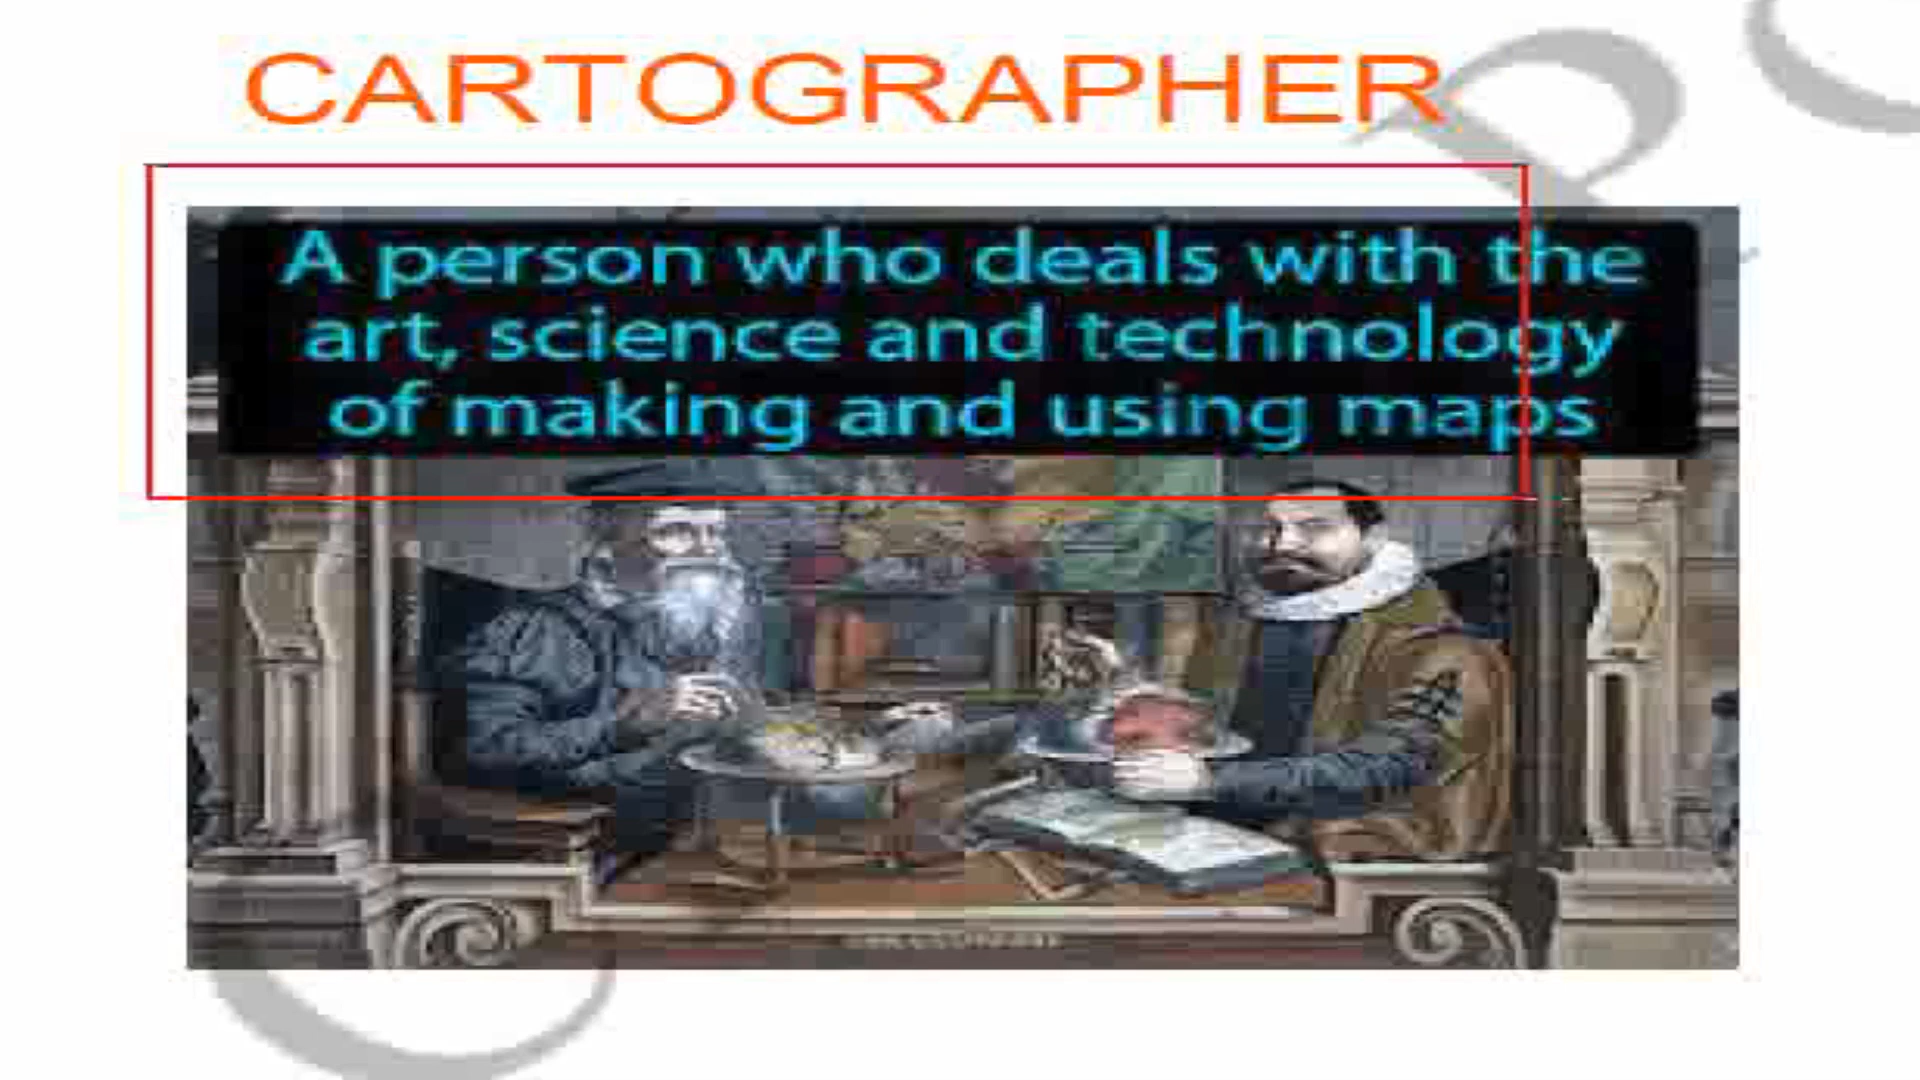 CARTOGRAPHER
A person who deals with the
art, science and technology
of making and using maps